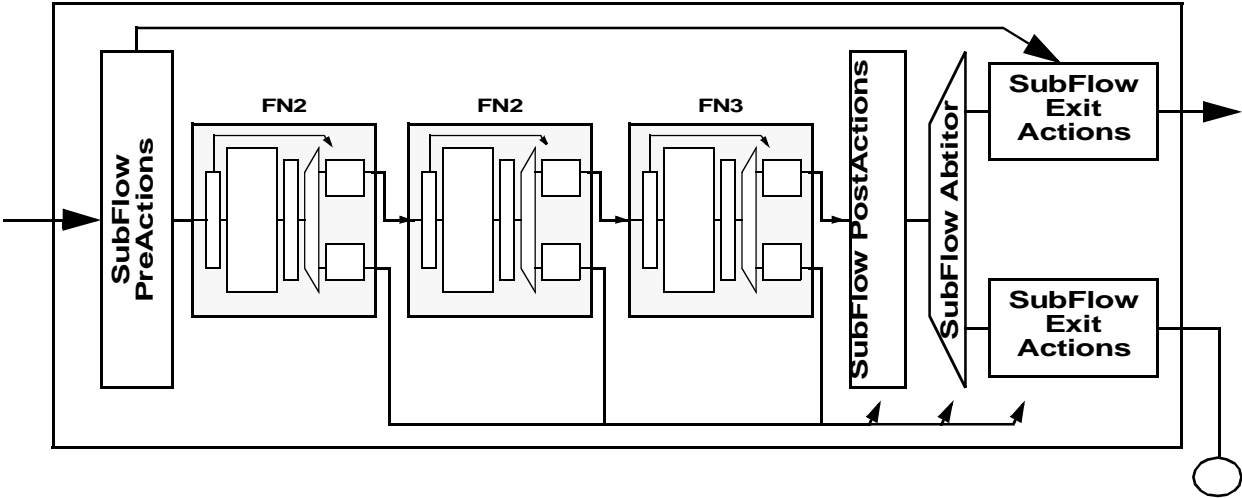 SubFlow
PreActions
FN2
FN2
FN3
SubFlow PostActions
SubFlow Abtitor
SubFlow
Exit
Actions
SubFlow
Exit
Actions